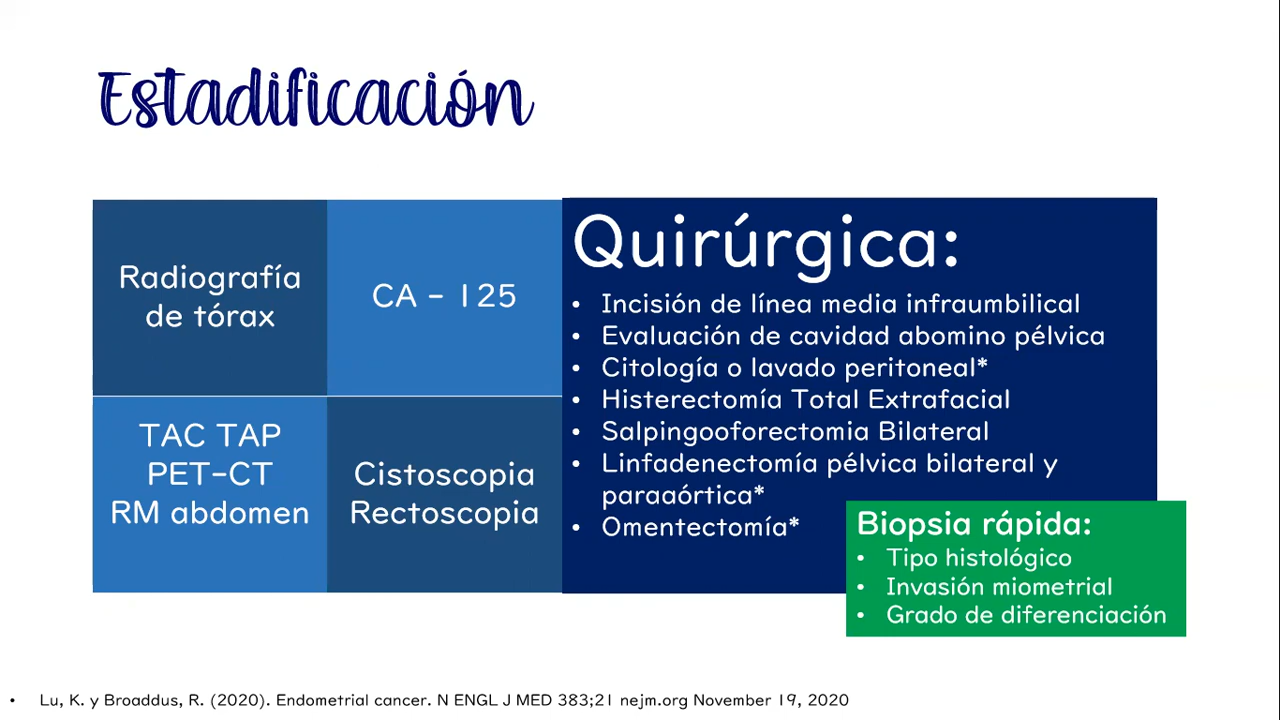 Estadificación
Radiografía
de tórax
CA - 125
TAC TAP
PET-CT
RM abdomen
Cistoscopia
Rectoscopia
Quirúrgica:
• Incisión de línea media infraumbilical
• Evaluación de cavidad abomino pélvica
• Citología o lavado peritoneal*
• Histerectomía Total Extrafacial
• Salpingooforectomia Bilateral
• Linfadenectomía pélvica bilateral y
paraaórtica*
• Omentectomía*
Biopsia rápida:
• Tipo histológico
• Invasión miometrial
• Grado de diferenciación
• Lu, K. y Broaddus, R. (2020). Endometrial cancer. N ENGL J MED 383;21 nejm.org November 19, 2020